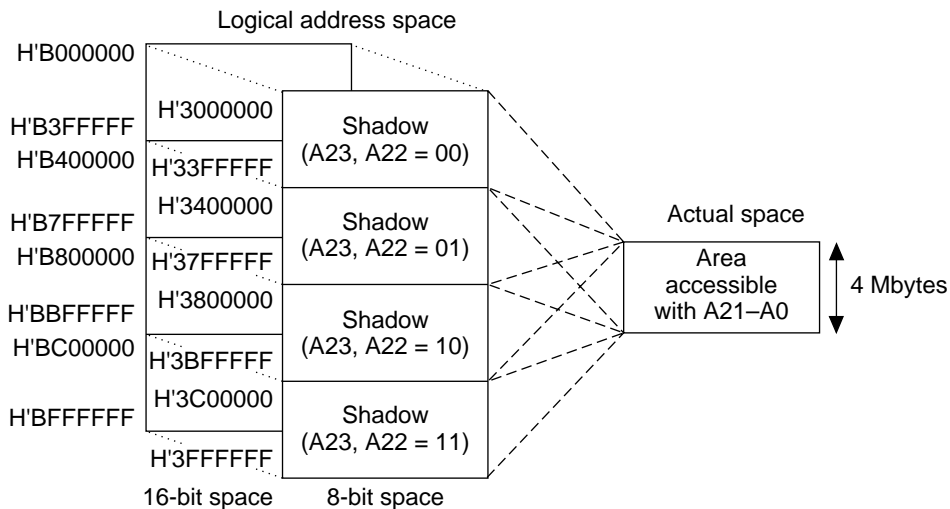 Logical address space
H'B000000
H'3000000
H'B3FFFFF
H'B400000
Shadow
(A23, A22 = 00)
H'33FFFFF
H'3400000
H'B7FFFFF
H'B800000
Shadow
(A23, A22 = 01)
H'37FFFFF
H'3800000
H'BBFFFFF
H'BC00000
Shadow
(A23, A22 = 10)
H'3BFFFFF
H'3C00000
H'BFFFFFF
Shadow
(A23, A22 = 11)
H'3FFFFFF
16-bit space
8-bit space
Actual space
Area
accessible
with A21–A0
4 Mbytes